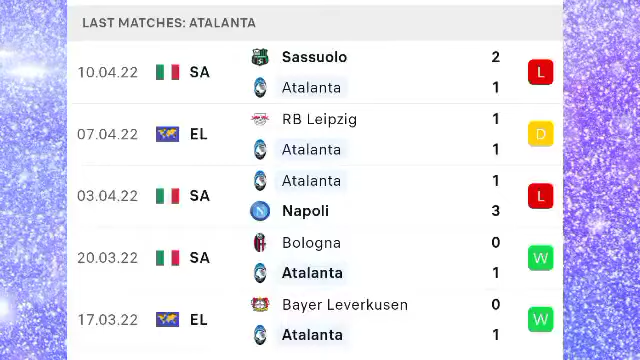 LAST MATCHES: ATALANTA
10.04.22 SA Sassuolo 2 L
Atalanta 1
07.04.22 EL RB Leipzig 1 D
Atalanta 1
03.04.22 SA Atalanta 1 L
Napoli 3
20.03.22 SA Bologna 0 W
Atalanta 1
17.03.22 EL Bayer Leverkusen 0 W
Atalanta 1